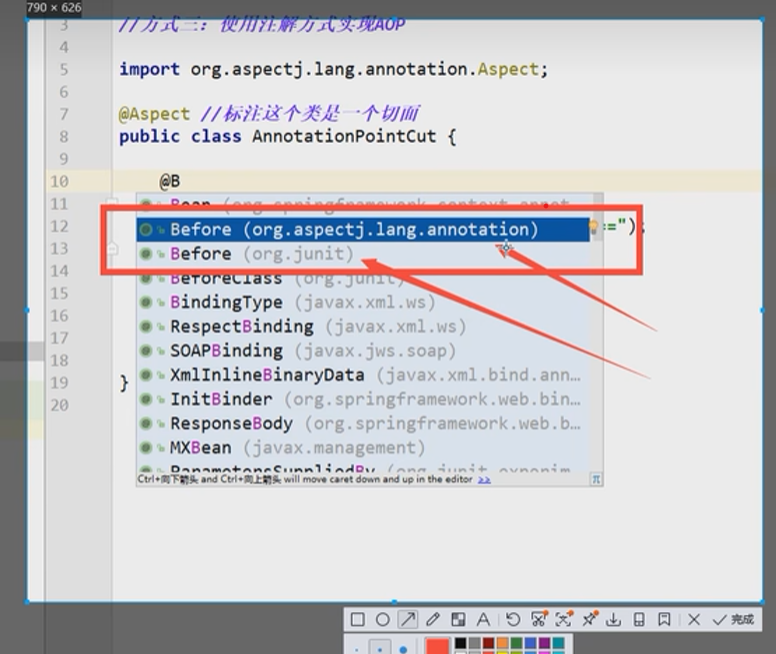 790 × 626
3 //方式三：使用注解方式实现AOP
4
5 import org.aspectj.lang.annotation.Aspect;
6
7 @Aspect //标注这个类是一个切面
8 public class AnnotationPointCut {
9
10 @B
11 Bean (org.springframework.context.annot...
12 Before (org.aspectj.lang.annotation) =");
13 Before (org.junit)
14 BeforeClass (org.junit)
15 BindingType (javax.xml.ws)
16 RespectBinding (javax.xml.ws)
17 SOAPBinding (javax.jws.soap)
18 XmlInlineBinaryData (javax.xml.bind.ann…
19 } InitBinder (org.springframework.web.bin…
20 ResponseBody (org.springframework.web.b…
MXBean (javax.management)
ParametersSuppliedBy (org.junit.experim…
Ctrl+向下箭头 and Ctrl+向上箭头 will move caret down and up in the editor >> π
A 完成